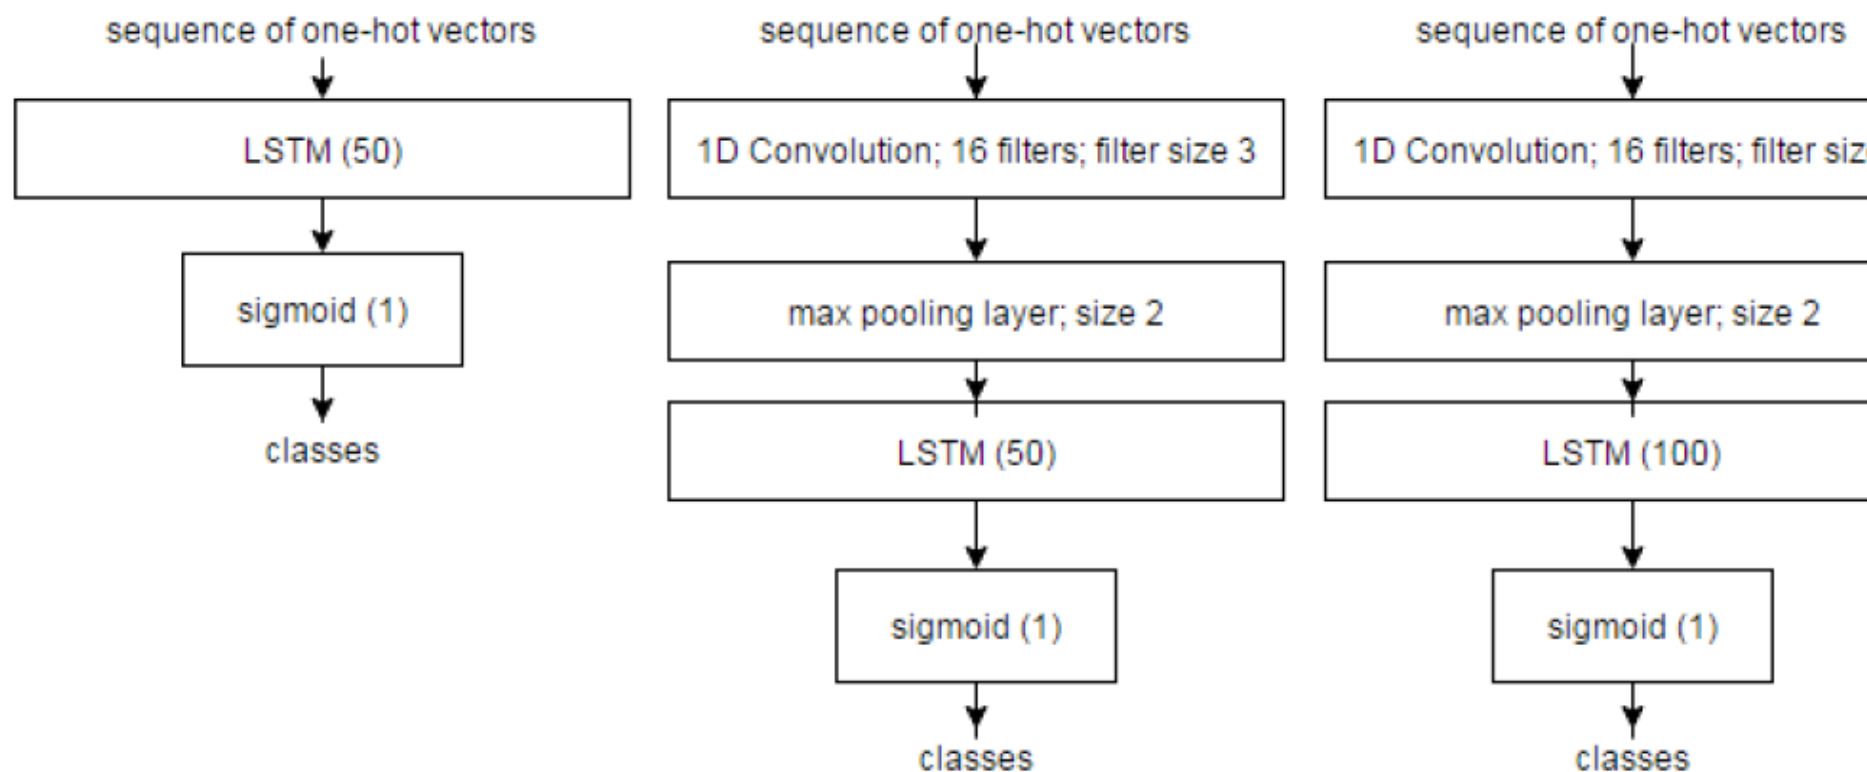 sequence of one-hot vectors
LSTM (50)
sigmoid (1)
classes
sequence of one-hot vectors
1D Convolution; 16 filters; filter size 3
max pooling layer; size 2
LSTM (50)
sigmoid (1)
classes
sequence of one-hot vectors
1D Convolution; 16 filters; filter
max pooling layer; size 2
LSTM (100)
sigmoid (1)
classes